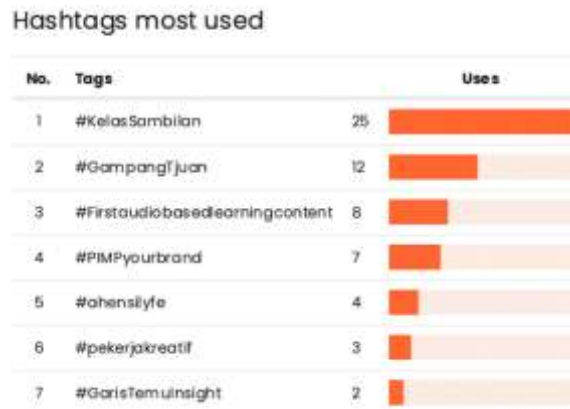 Hashtags most used
No. Tags Uses
1 #KelasSambilan 25
2 #GampangTjuan 12
3 #Firstaudiobasedlearningcontent 8
4 #PIMPyourbrand 7
5 #ahensilyfe 4
6 #pekerjakreatif 3
7 #GarisTemuInsight 2